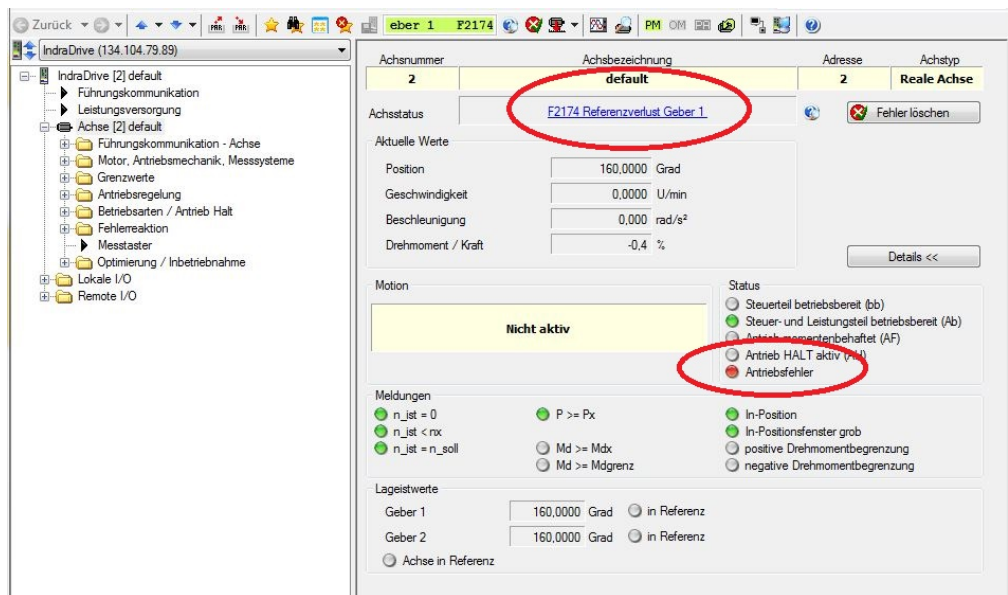 Zurück
PAR
PAR
eber 1 F2174
PM
OM
IndraDrive (134.104.79.89)
IndraDrive [2] default
Führungskommunikation
Leistungsversorgung
Achse [2] default
Führungskommunikation - Achse
Motor, Antriebsmechanik, Messsysteme
Grenzwerte
Antriebsregelung
Betriebsarten / Antrieb Halt
Fehlerreaktion
Messtaster
Optimierung / Inbetriebnahme
Lokale I/O
Remote I/O
Achsnummer Achsbezeichnung Adresse Achstyp
2 default 2 Reale Achse
Achsstatus F2174 Referenzverlust Geber 1 Fehler löschen
Aktuelle Werte
Position 160,0000 Grad
Geschwindigkeit 0,0000 U/min
Beschleunigung 0,000 rad/s²
Drehmoment / Kraft -0,4 %
Details <<
Motion
Nicht aktiv
Status
Steuerteil betriebsbereit (bb)
Steuer- und Leistungsteil betriebsbereit (Ab)
Antrieb momentenbehaftet (AF)
Antrieb HALT aktiv (AH)
Antriebsfehler
Meldungen
n_ist = 0 P >= Px In-Position
n_ist < nx In-Positionsfenster grob
n_ist = n_soll Md >= Mdx positive Drehmomentbegrenzung
Md >= Mdgrenz negative Drehmomentbegrenzung
Lageistwerte
Geber 1 160,0000 Grad in Referenz
Geber 2 160,0000 Grad in Referenz
Achse in Referenz